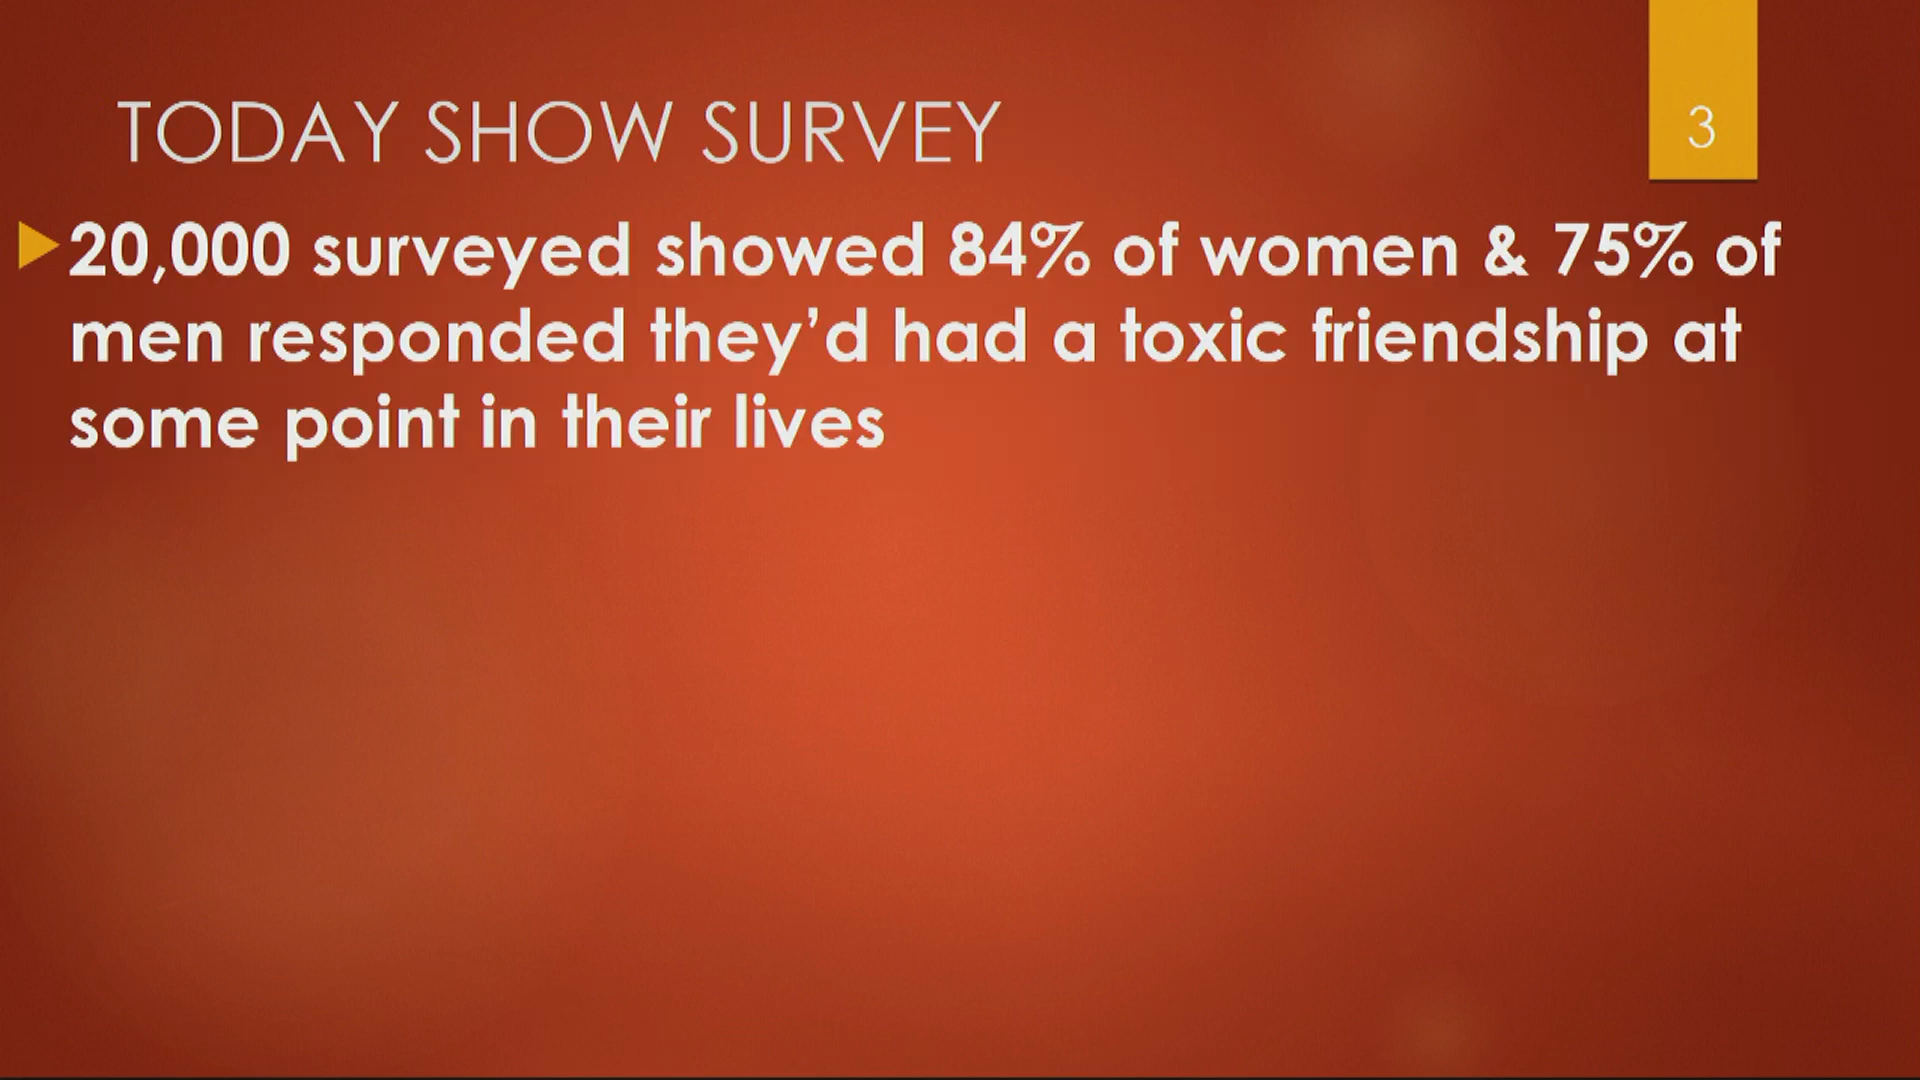 TODAY SHOW SURVEY
3
20,000 surveyed showed 84% of women & 75% of
men responded they’d had a toxic friendship at
some point in their lives